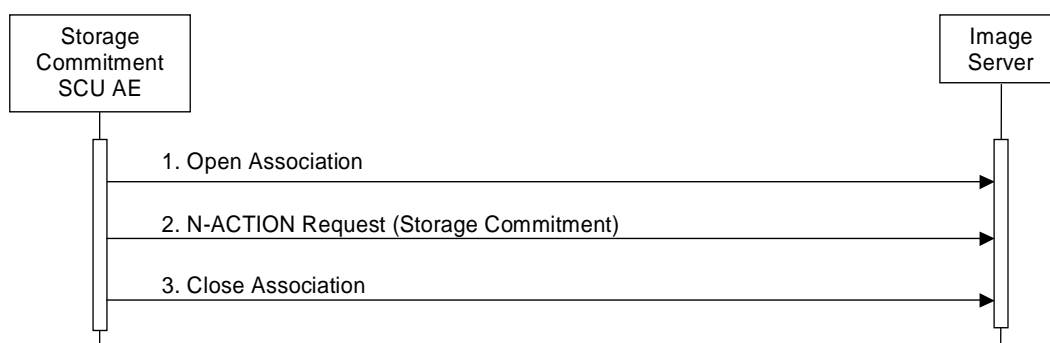 Storage
Commitment
SCU AE
Image
Server
1. Open Association
2. N-ACTION Request (Storage Commitment)
3. Close Association